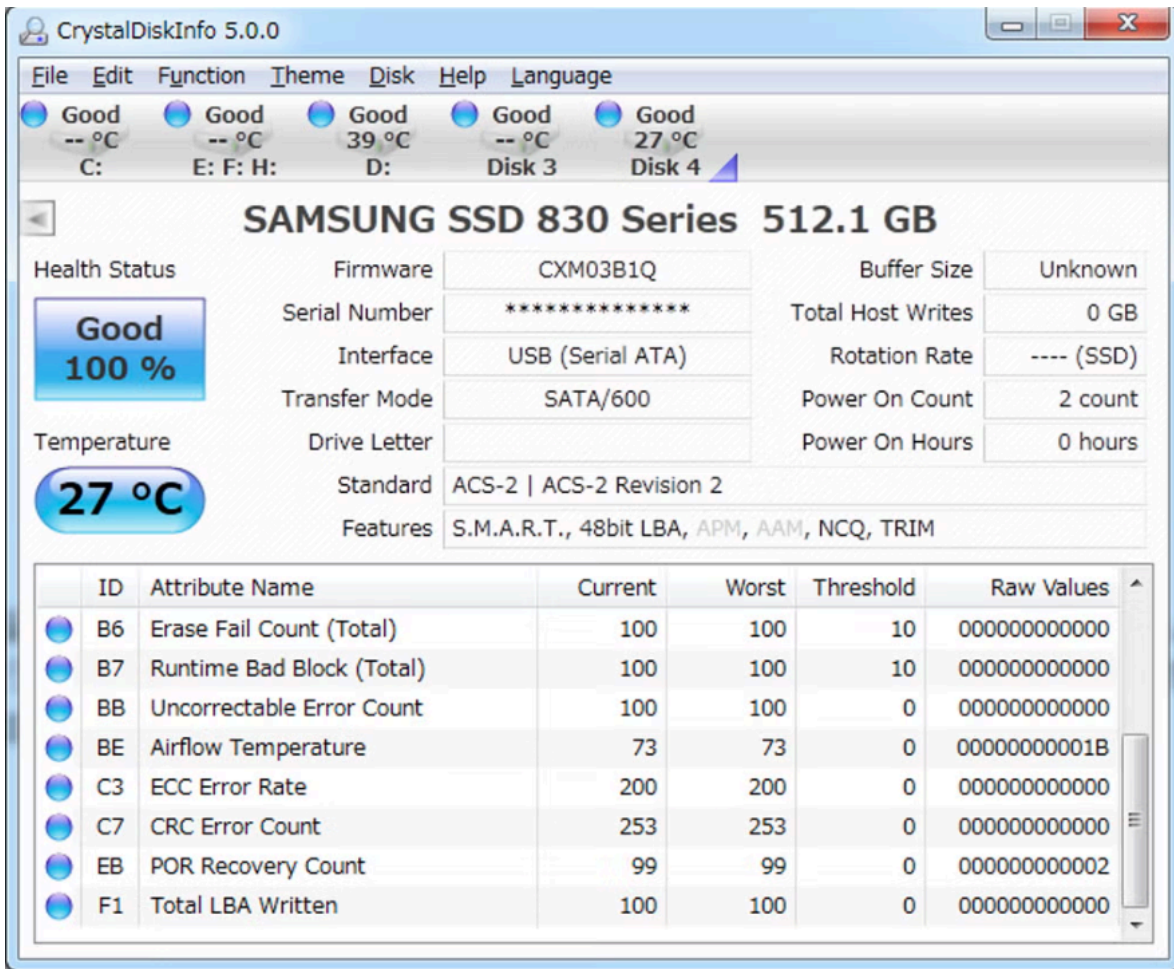 CrystalDiskInfo 5.0.0
File Edit Function Theme Disk Help Language
Good Good Good Good Good
-- °C -- °C 39 °C -- °C 27 °C
C: E: F: H: D: Disk 3 Disk 4
SAMSUNG SSD 830 Series 512.1 GB
Health Status Firmware CXM03B1Q Buffer Size Unknown
Good Serial Number ************** Total Host Writes 0 GB
100 % Interface USB (Serial ATA) Rotation Rate ---- (SSD)
Transfer Mode SATA/600 Power On Count 2 count
Temperature Drive Letter Power On Hours 0 hours
27 °C Standard ACS-2 | ACS-2 Revision 2
Features S.M.A.R.T., 48bit LBA, APM, AAM, NCQ, TRIM
ID Attribute Name Current Worst Threshold Raw Values
B6 Erase Fail Count (Total) 100 100 10 000000000000
B7 Runtime Bad Block (Total) 100 100 10 000000000000
BB Uncorrectable Error Count 100 100 0 000000000000
BE Airflow Temperature 73 73 0 00000000001B
C3 ECC Error Rate 200 200 0 000000000000
C7 CRC Error Count 253 253 0 000000000000
EB POR Recovery Count 99 99 0 000000000002
F1 Total LBA Written 100 100 0 000000000000